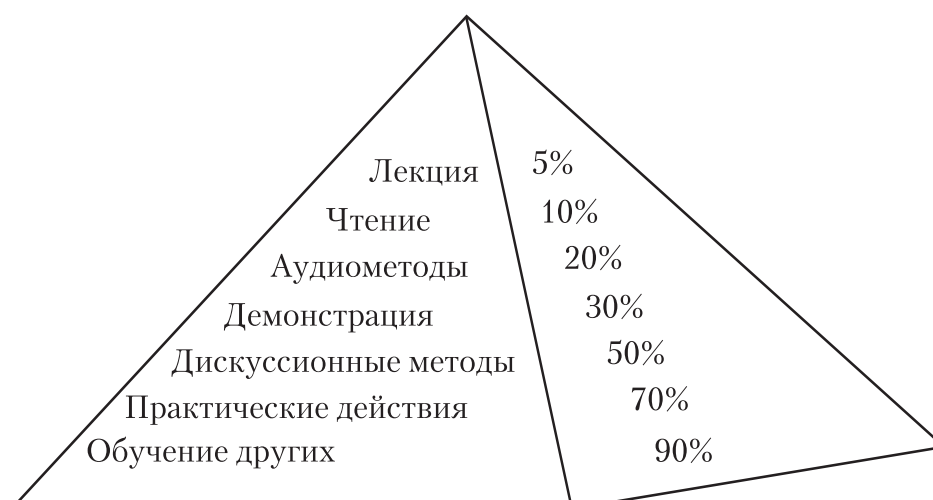 Лекция 5%
Чтение 10%
Аудиометоды 20%
Демонстрация 30%
Дискуссионные методы 50%
Практические действия 70%
Обучение других 90%